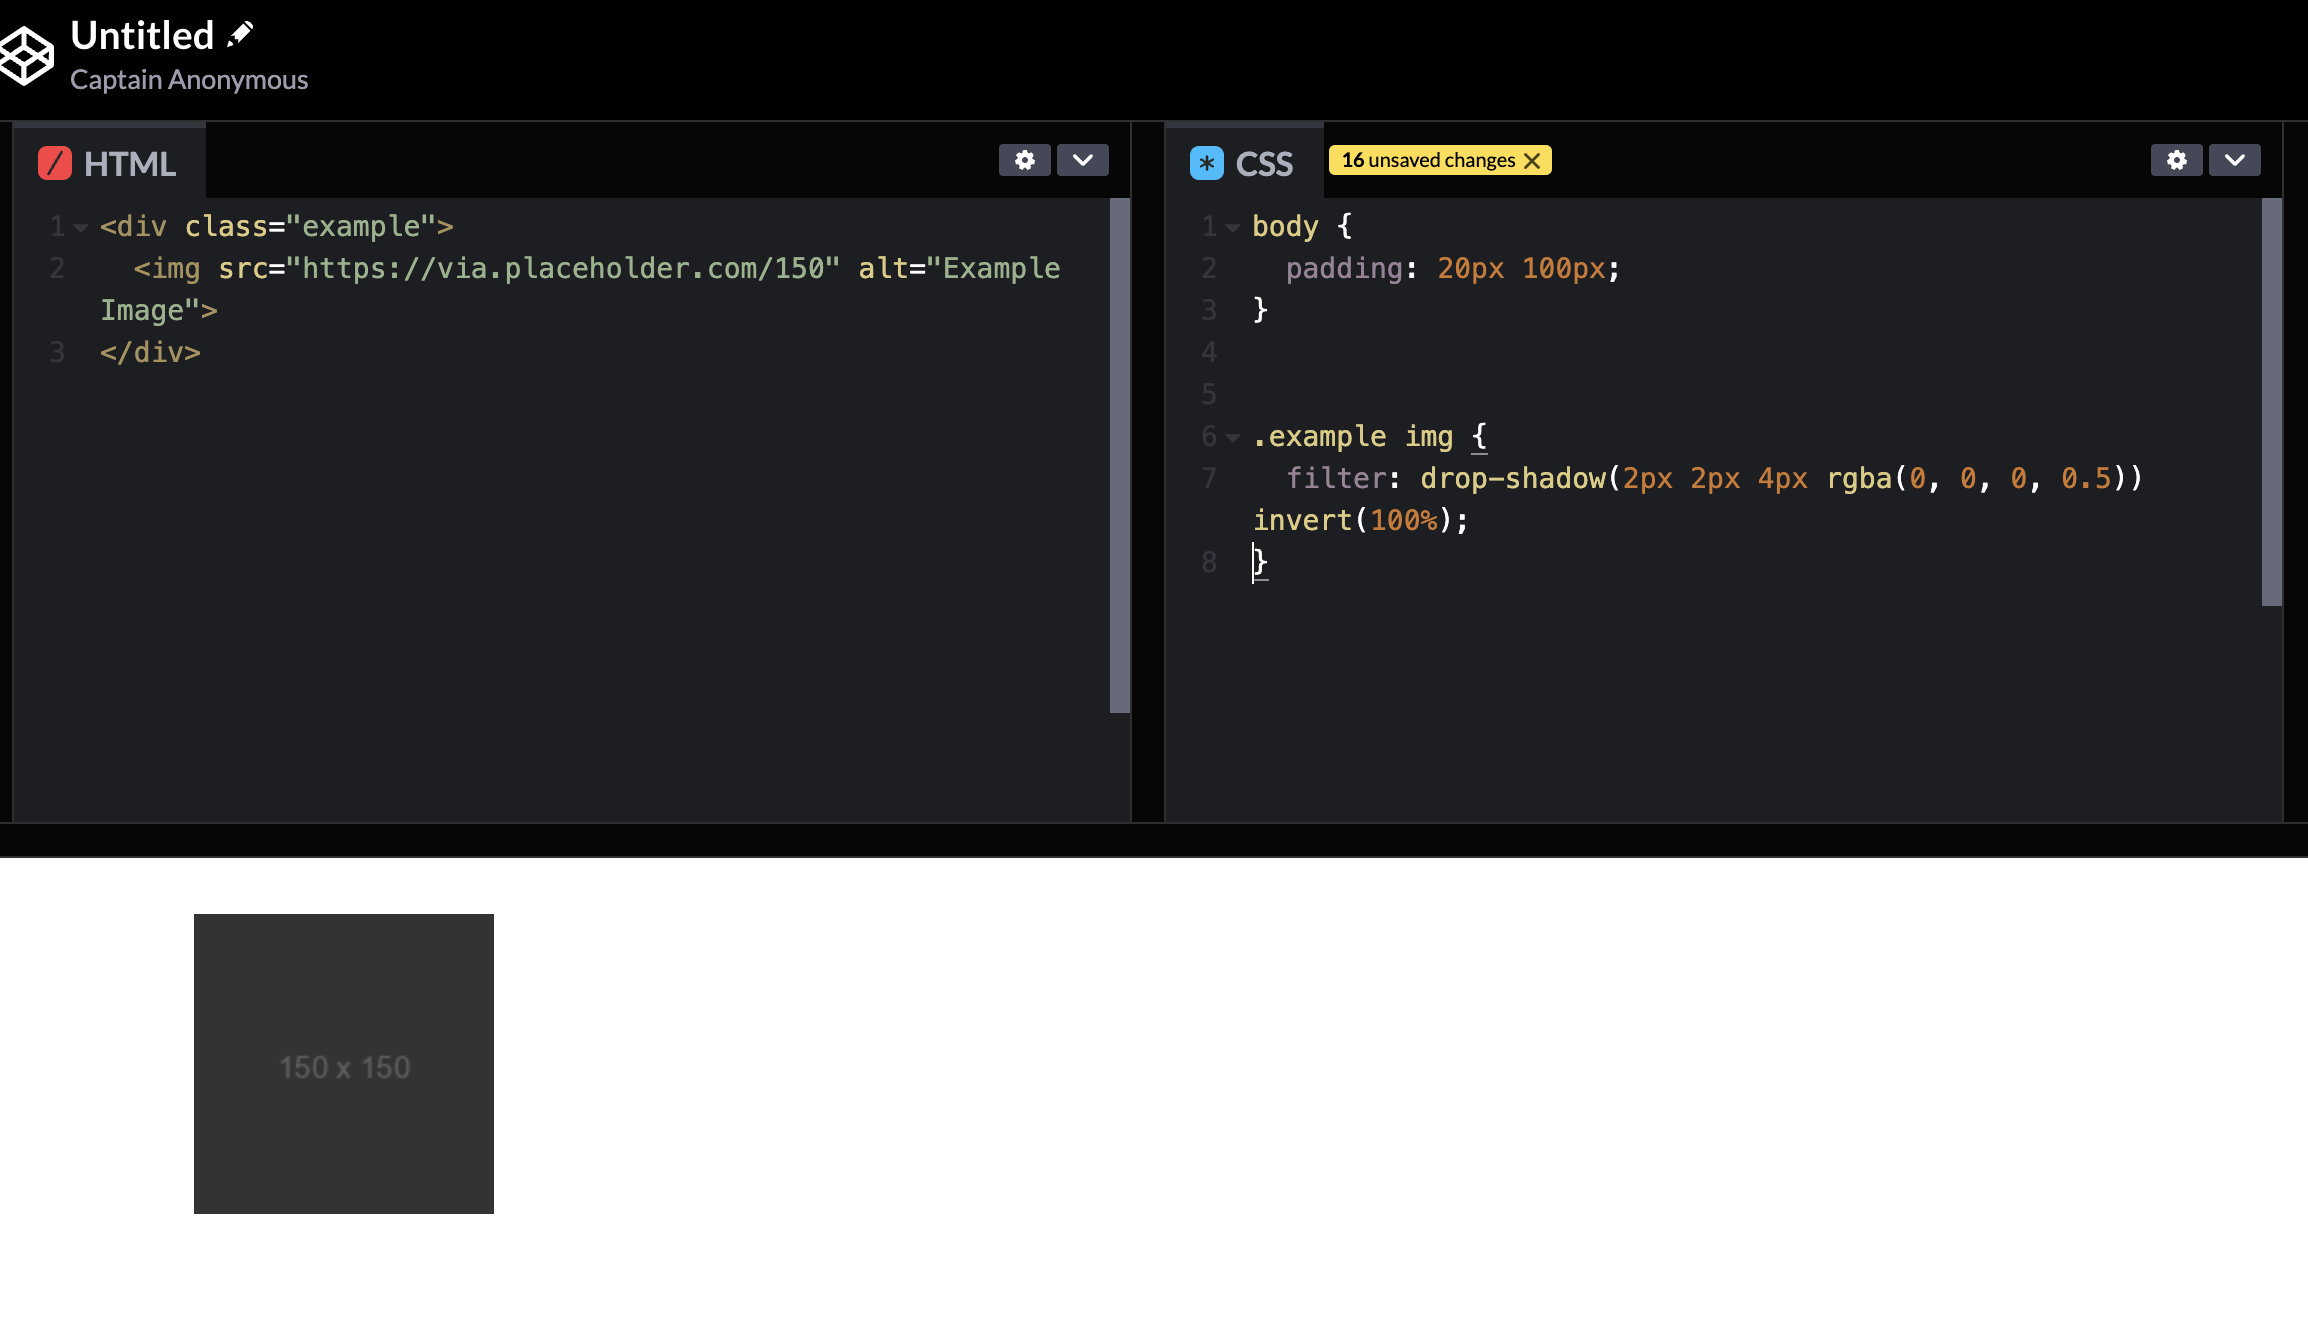 Untitled
Captain Anonymous
HTML
1 <div class="example">
2 <img src="https://via.placeholder.com/150" alt="Example
Image">
3 </div>
CSS
16 unsaved changes
1 body {
2 padding: 20px 100px;
3 }
4
5
6 .example img {
7 filter: drop-shadow(2px 2px 4px rgba(0, 0, 0, 0.5))
invert(100%);
8 }
150 x 150